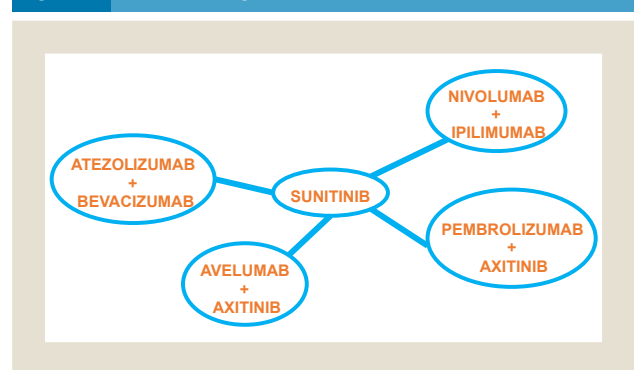 NIVOLUMAB
+
IPILIMUMAB
ATEZOLIZUMAB
+
BEVACIZUMAB
SUNITINIB
PEMBROLIZUMAB
+
AXITINIB
AVELUMAB
+
AXITINIB